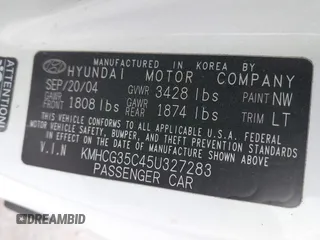 MANUFACTURED IN KOREA BY
HYUNDAI MOTOR COMPANY
SEP/20/04 GVWR 3428 lbs PAINT NW
GAWR FRONT 1808 lbs GAWR REAR 1874 lbs TRIM LT
THIS VEHICLE CONFORMS TO ALL APPLICABLE U.S. FEDERAL MOTOR VEHICLE
SAFETY, BUMPER, AND THEFT PREVENTION STANDARDS
IN EFFECT ON THE DATE OF MANUFACTURE SHOWN ABOVE.
V.I.N KMHCG35C45U327283
PASSENGER CAR
ATTENTION
DRIVEDOTNET